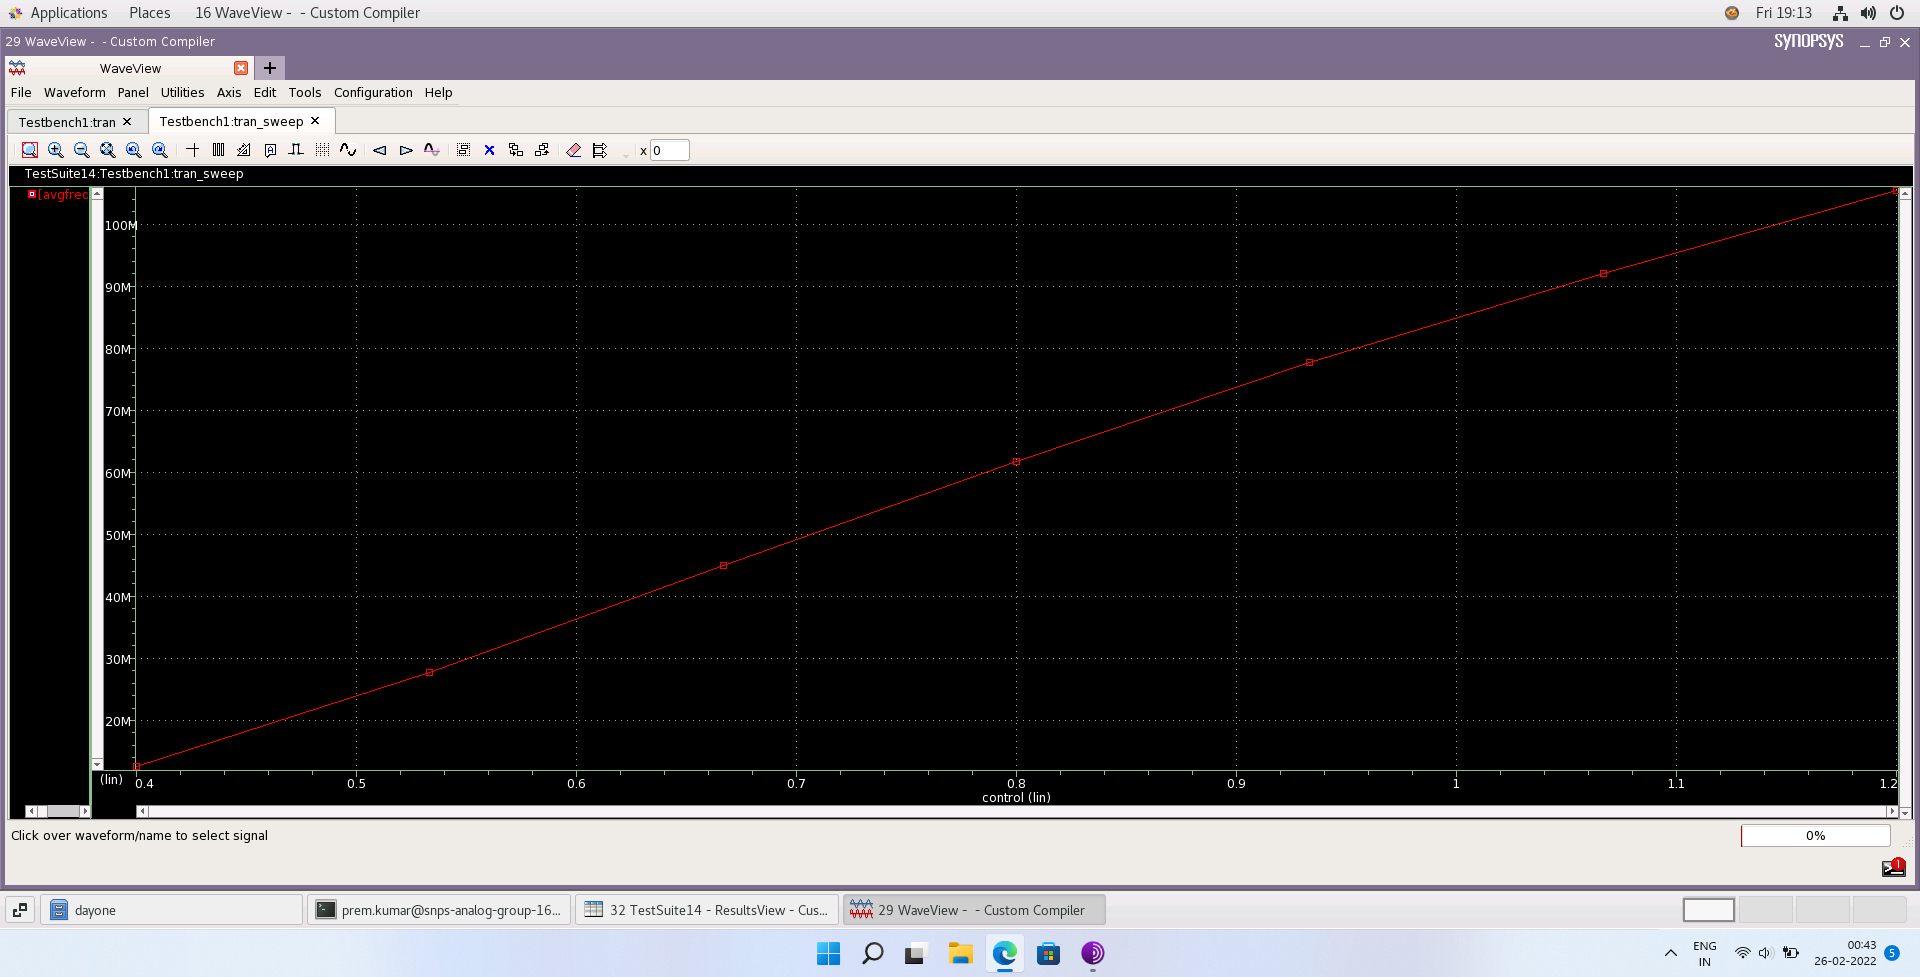 Applications Places 16 WaveView - - Custom Compiler Fri 19:13
29 WaveView - - Custom Compiler SYNOPSYS
WaveView
File Waveform Panel Utilities Axis Edit Tools Configuration Help
Testbench1:tran Testbench1:tran_sweep
x 0
TestSuite14:Testbench1:tran_sweep
[avgfreq
100M
90M
80M
70M
60M
50M
40M
30M
20M
(lin) 0.4 0.5 0.6 0.7 0.8 0.9 1 1.1 1.2
control (lin)
Click over waveform/name to select signal 0%
1
dayone prem.kumar@snps-analog-group-16... 32 TestSuite14 - ResultsView - Cus... 29 WaveView - - Custom Compiler
ENG 00:43
IN 26-02-2022 5